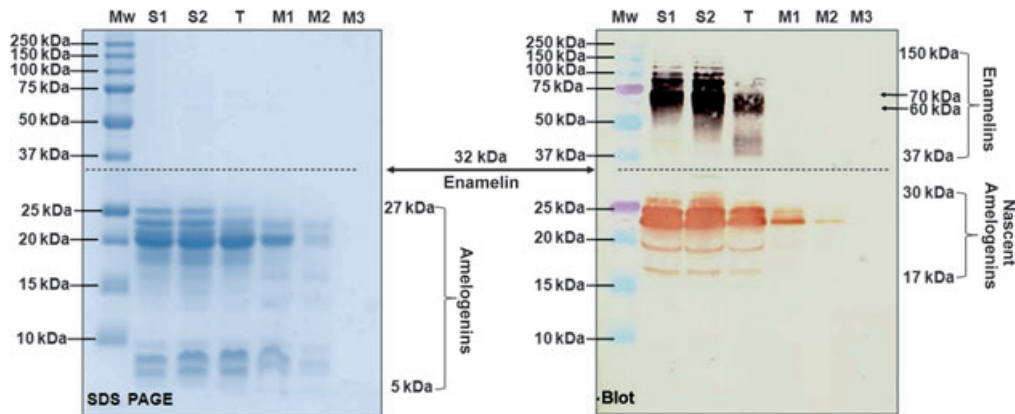 Mw S1 S2 T M1 M2 M3
250 kDa
150 kDa
100 kDa
75 kDa
50 kDa
37 kDa
25 kDa
20 kDa
15 kDa
10 kDa
SDS PAGE
32 kDa
Enamelin
27 kDa
Amelogenins
5 kDa
Mw S1 S2 T M1 M2 M3
250 kDa
150 kDa
100 kDa
75 kDa
50 kDa
37 kDa
25 kDa
20 kDa
15 kDa
10 kDa
Blot
150 kDa
70 kDa
60 kDa
37 kDa
Enamelins
30 kDa
17 kDa
Nascent
Amelogenins